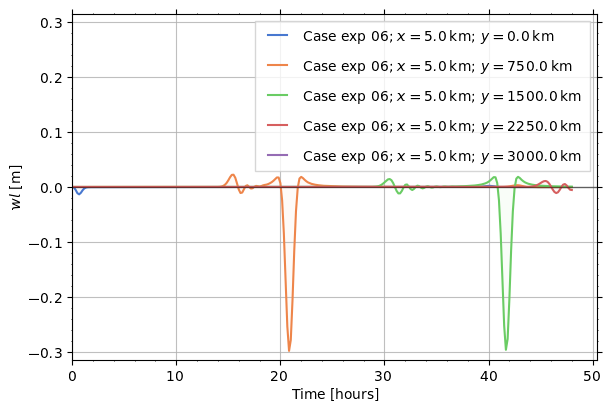 0.3
0.2
0.1
0.0
−0.1
−0.2
−0.3
wl [m]
Case exp 06; x = 5.0 km; y = 0.0 km
Case exp 06; x = 5.0 km; y = 750.0 km
Case exp 06; x = 5.0 km; y = 1500.0 km
Case exp 06; x = 5.0 km; y = 2250.0 km
Case exp 06; x = 5.0 km; y = 3000.0 km
0 10 20 30 40 50
Time [hours]